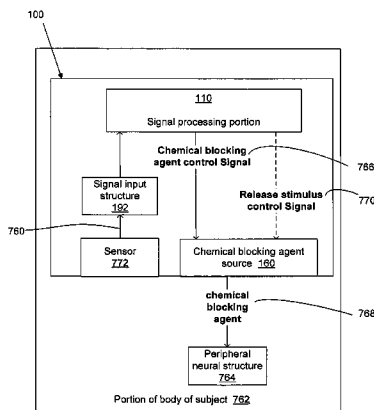 100
110
Signal processing portion
Chemical blocking
agent control Signal
766
Release stimulus
control Signal
770
Signal input
structure
192
760
Sensor
772
Chemical blocking agent
source 160
chemical
blocking
agent
768
Peripheral
neural structure
764
Portion of body of subject 762